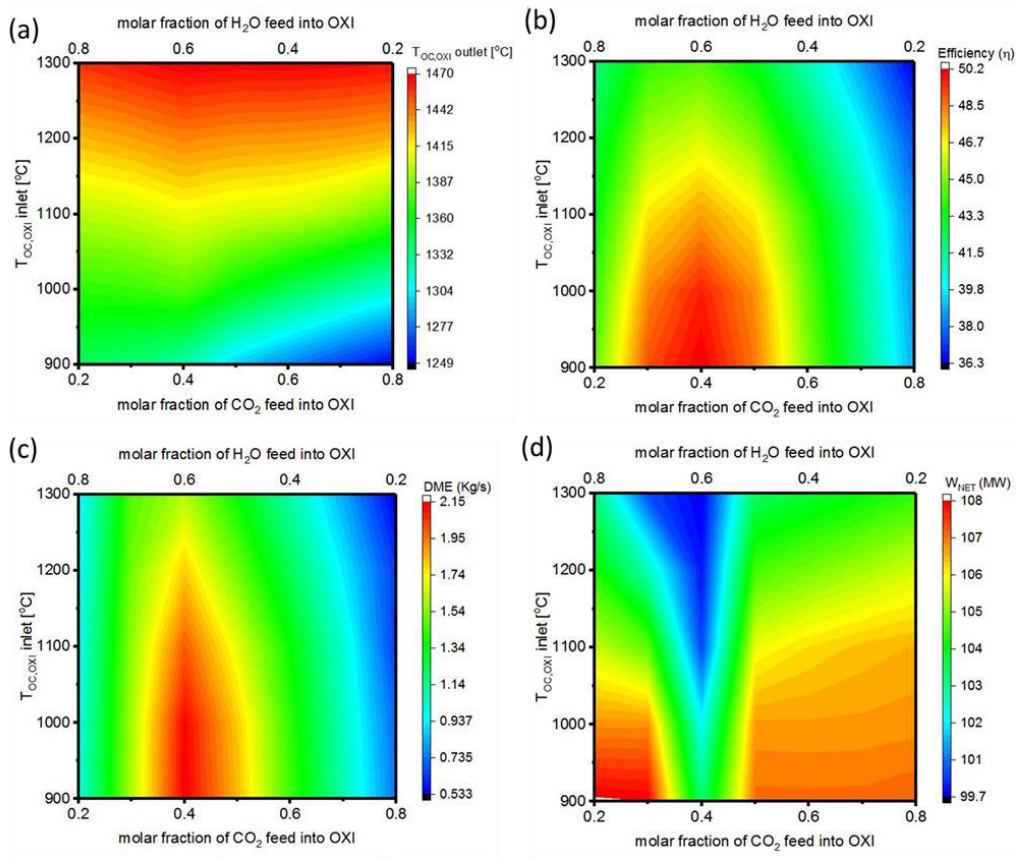 (a)
molar fraction of H₂O feed into OXI
0.8 0.6 0.4 0.2
T_OC,OXI outlet [°C]
1300
1200
1100
1000
900
T_OC,OXI inlet [°C]
1470
1442
1415
1387
1360
1332
1304
1277
1249
0.2 0.4 0.6 0.8
molar fraction of CO₂ feed into OXI
(b)
molar fraction of H₂O feed into OXI
0.8 0.6 0.4 0.2
Efficiency (η)
1300
1200
1100
1000
900
T_OC,OXI inlet [°C]
50.2
48.5
46.7
45.0
43.3
41.5
39.8
38.0
36.3
0.2 0.4 0.6 0.8
molar fraction of CO₂ feed into OXI
(c)
molar fraction of H₂O feed into OXI
0.8 0.6 0.4 0.2
DME (Kg/s)
1300
1200
1100
1000
900
T_OC,OXI inlet [°C]
2.15
1.95
1.74
1.54
1.34
1.14
0.937
0.735
0.533
0.2 0.4 0.6 0.8
molar fraction of CO₂ feed into OXI
(d)
molar fraction of H₂O feed into OXI
0.8 0.6 0.4 0.2
W_NET (MW)
1300
1200
1100
1000
900
T_OC,OXI inlet [°C]
108
107
106
105
104
103
102
101
99.7
0.2 0.4 0.6 0.8
molar fraction of CO₂ feed into OXI